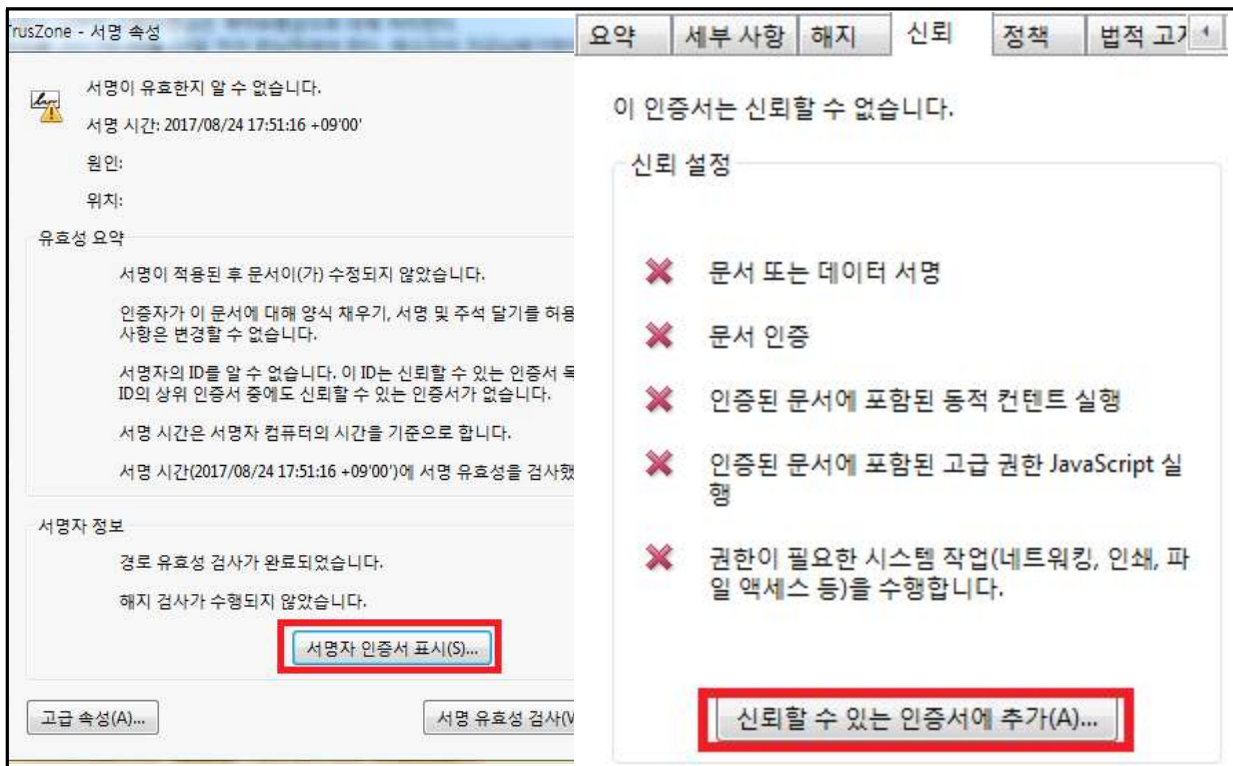 rusZone - 서명 속성
서명이 유효한지 알 수 없습니다.
서명 시간: 2017/08/24 17:51:16 +09'00'
원인:
위치:
유효성 요약
서명이 적용된 후 문서이(가) 수정되지 않았습니다.
인증자가 이 문서에 대해 양식 채우기, 서명 및 주석 달기를 허용
사항은 변경할 수 없습니다.
서명자의 ID를 알 수 없습니다. 이 ID는 신뢰할 수 있는 인증서 목
ID의 상위 인증서 중에도 신뢰할 수 있는 인증서가 없습니다.
서명 시간은 서명자 컴퓨터의 시간을 기준으로 합니다.
서명 시간(2017/08/24 17:51:16 +09'00')에 서명 유효성을 검사했
서명자 정보
경로 유효성 검사가 완료되었습니다.
해지 검사가 수행되지 않았습니다.
서명자 인증서 표시(S)...
고급 속성(A)...
서명 유효성 검사(V
요약
세부 사항
해지
신뢰
정책
법적 고지
이 인증서는 신뢰할 수 없습니다.
신뢰 설정
문서 또는 데이터 서명
문서 인증
인증된 문서에 포함된 동적 컨텐트 실행
인증된 문서에 포함된 고급 권한 JavaScript 실
행
권한이 필요한 시스템 작업(네트워킹, 인쇄, 파
일 액세스 등)을 수행합니다.
신뢰할 수 있는 인증서에 추가(A)...